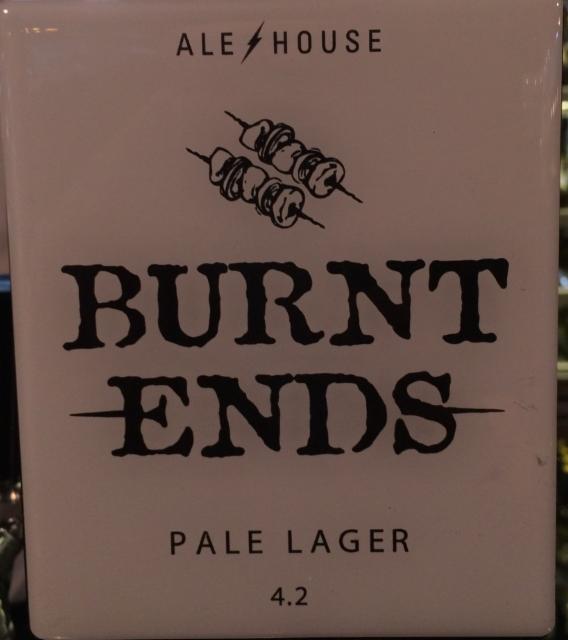 ALE HOUSE
BURNT
ENDS
PALE LAGER
4.2